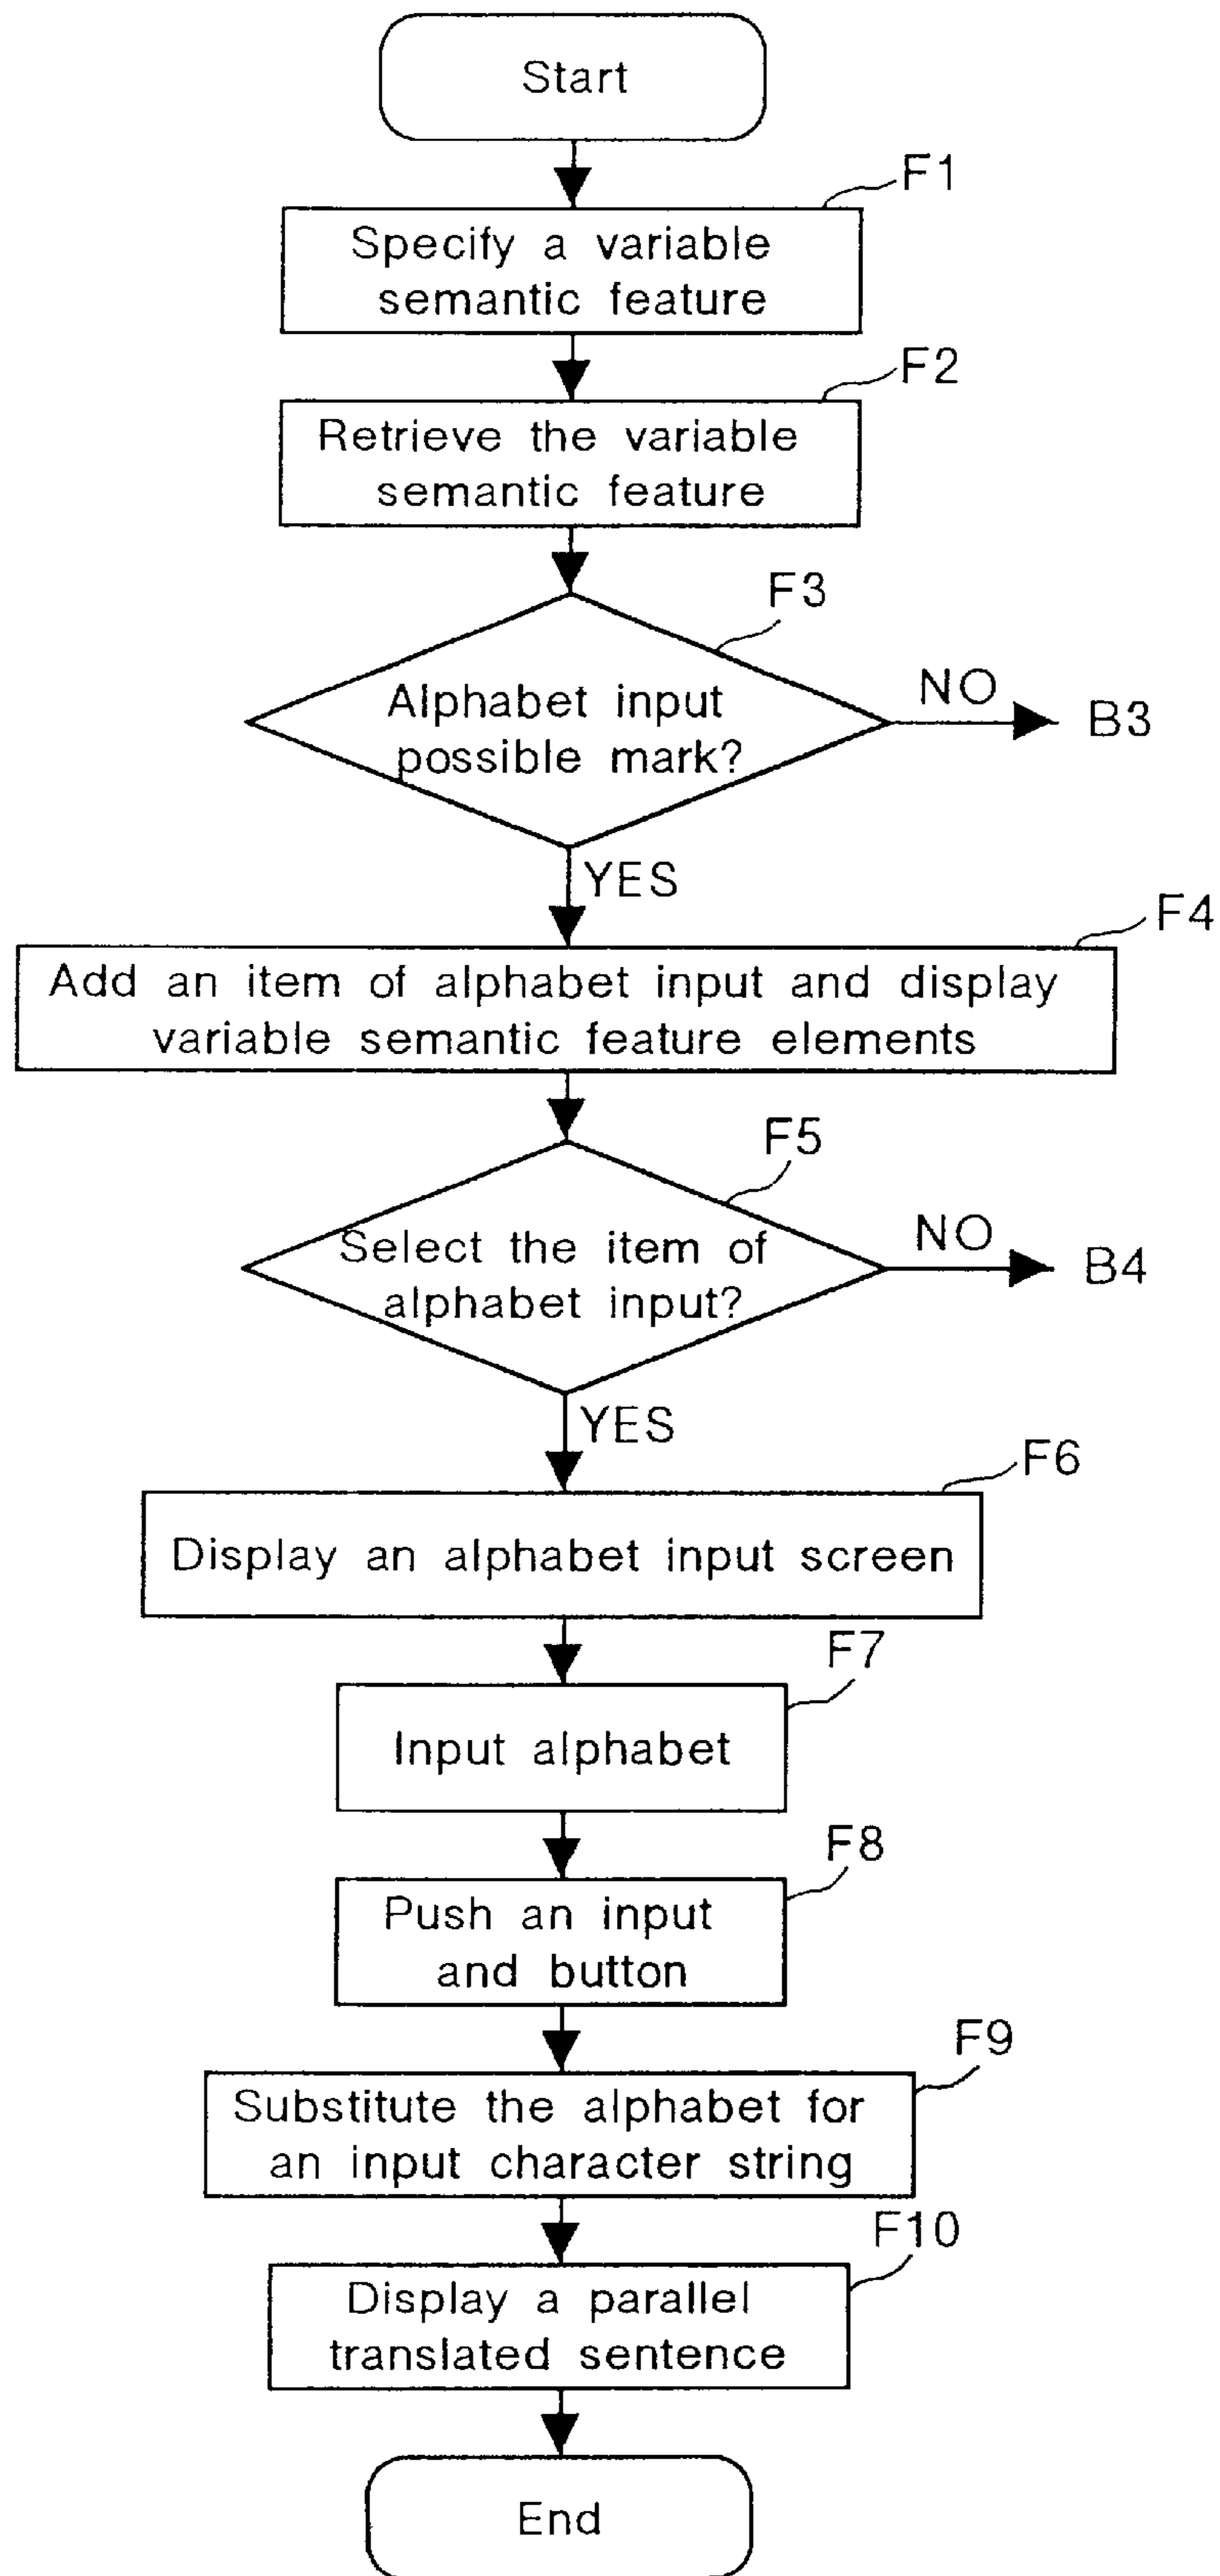 Start
F1
Specify a variable
semantic feature
F2
Retrieve the variable
semantic feature
F3
Alphabet input
possible mark?
NO
B3
YES
F4
Add an item of alphabet input and display
variable semantic feature elements
F5
Select the item of
alphabet input?
NO
B4
YES
F6
Display an alphabet input screen
F7
Input alphabet
F8
Push an input
and button
F9
Substitute the alphabet for
an input character string
F10
Display a parallel
translated sentence
End